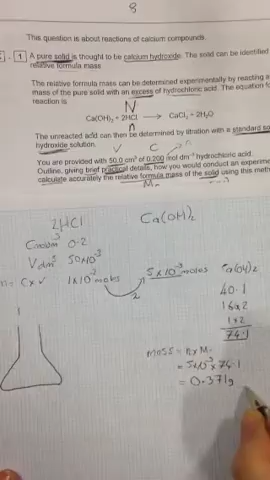 8
This question is about reactions of calcium compounds.
1 A pure solid is thought to be calcium hydroxide. The solid can be identified
relative formula mass
The relative formula mass can be determined experimentally by reacting a
mass of the pure solid with an excess of hydrochloric acid. The equation fo
reaction is
N
Ca(OH)₂ + 2HCl → CaCl₂ + 2H₂O
n
The unreacted acid can then be determined by titration with a standard so
hydroxide solution.
V C n
You are provided with 50.0 cm³ of 0.200 mol dm⁻³ hydrochloric acid.
Outline, giving brief practical details, how you would conduct an experiment
calculate accurately the relative formula mass of the solid using this meth
Mr
2HCl Ca(OH)₂
0.2
V dm³ 50x10⁻³
n = C x V 1x10⁻³ moles 5x10⁻³ moles Ca(OH)₂
2
40.1
16x2
1x2
74.1
mass = n x Mr
= 5x10⁻³ x 74.1
= 0.371g